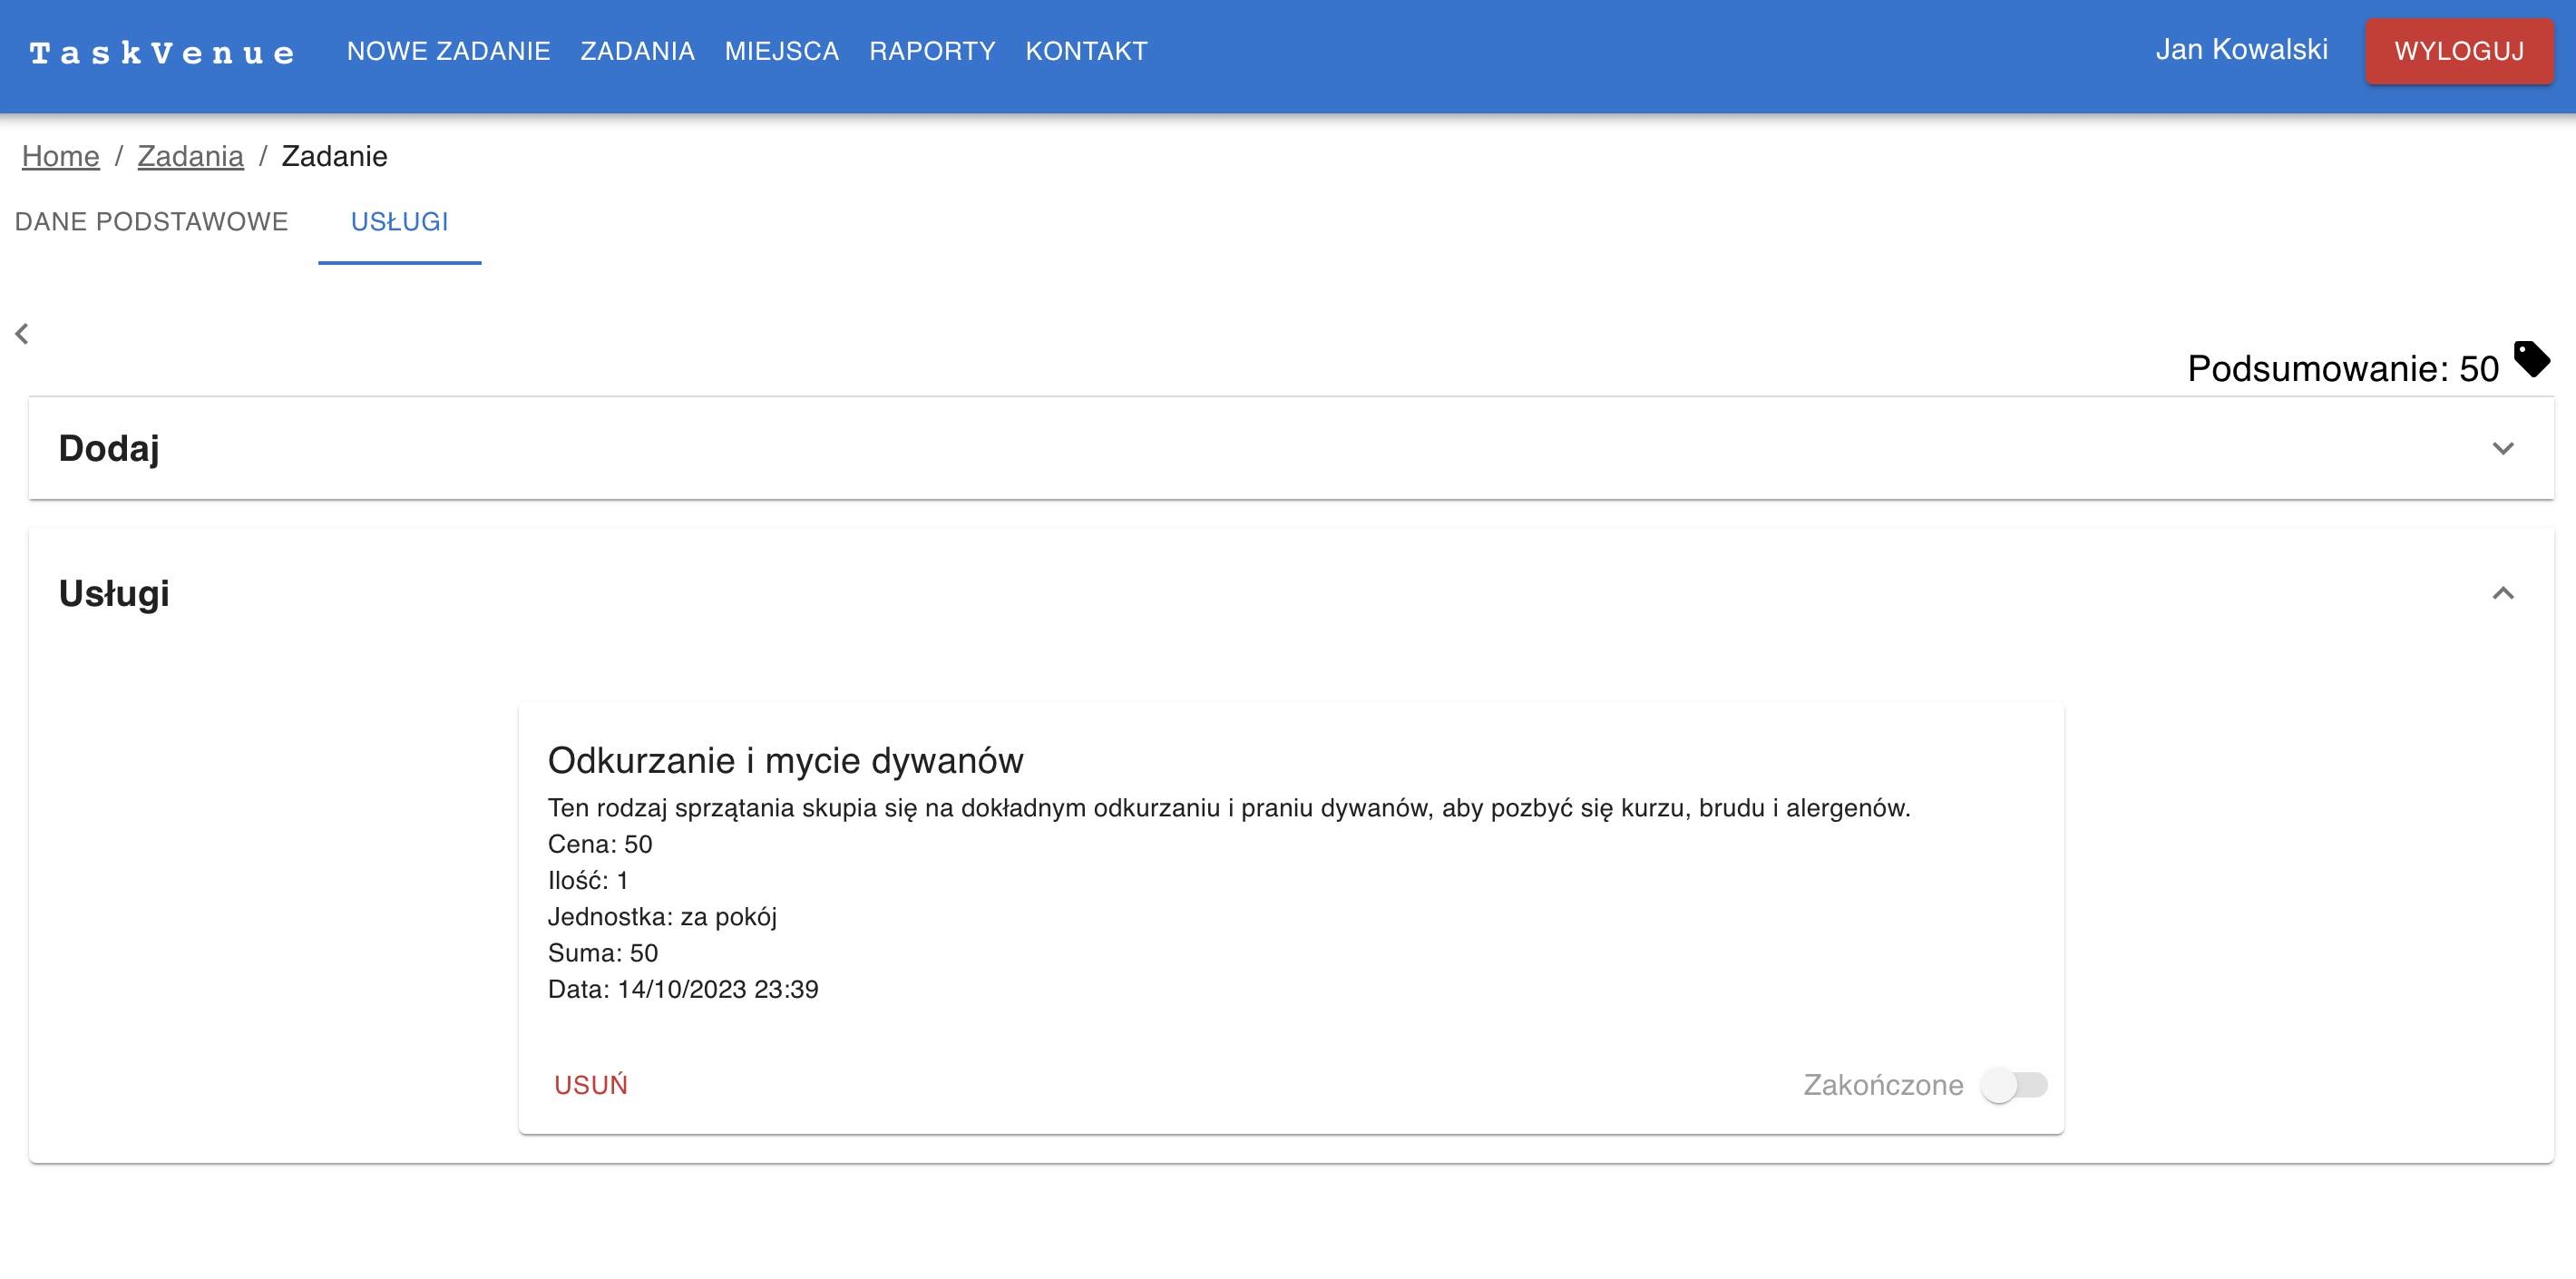 TaskVenue NOWE ZADANIE ZADANIA MIEJSCA RAPORTY KONTAKT Jan Kowalski WYLOGUJ
Home / Zadania / Zadanie
DANE PODSTAWOWE USŁUGI
Podsumowanie: 50
Dodaj
Usługi
Odkurzanie i mycie dywanów
Ten rodzaj sprzątania skupia się na dokładnym odkurzaniu i praniu dywanów, aby pozbyć się kurzu, brudu i alergenów.
Cena: 50
Ilość: 1
Jednostka: za pokój
Suma: 50
Data: 14/10/2023 23:39
USUŃ Zakończone